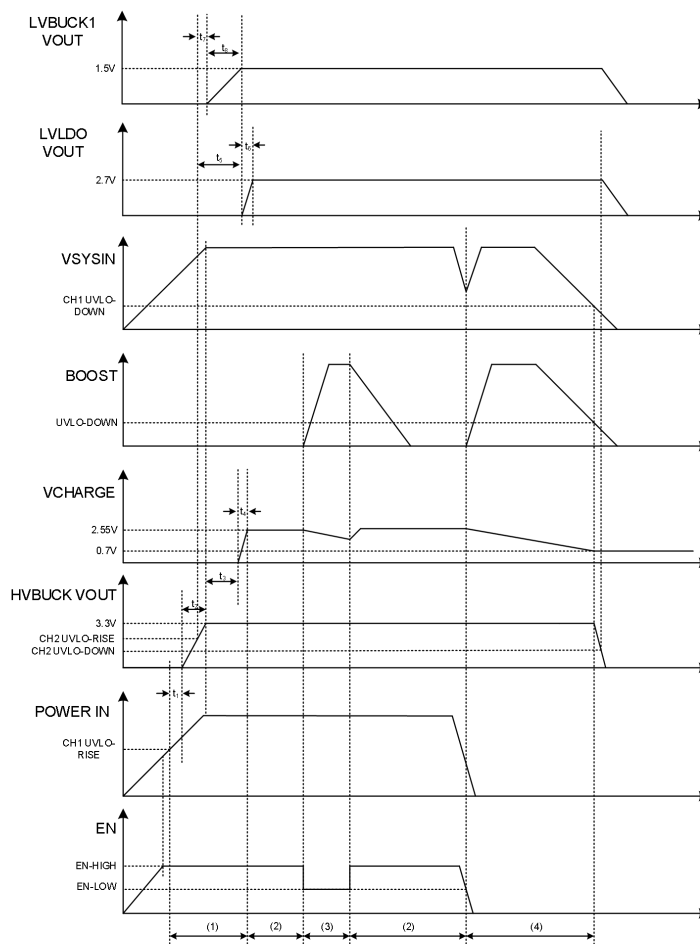 LVBUCK1
VOUT
t₇
t₈
1.5V
LVLDO
VOUT
t₆
t₅
2.7V
VSYSIN
CH1 UVLO-
DOWN
BOOST
UVLO-DOWN
VCHARGE
t₄
2.55V
0.7V
t₃
HVBUCK VOUT
t₂
3.3V
CH2 UVLO-RISE
CH2 UVLO-DOWN
t₁
POWER IN
CH1 UVLO-
RISE
EN
EN-HIGH
EN-LOW
(1) (2) (3) (2) (4)